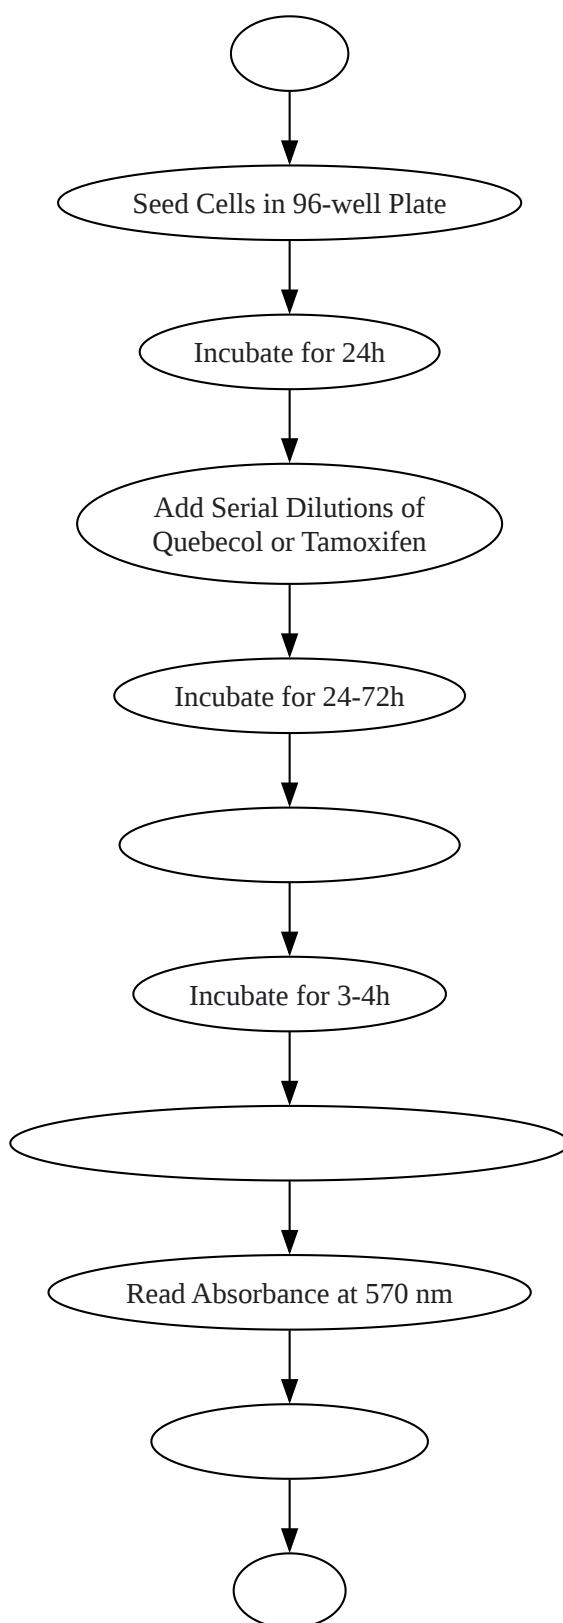 Seed Cells in 96-well Plate
Incubate for 24h
Add Serial Dilutions of
Quebecol or Tamoxifen
Incubate for 24-72h
Incubate for 3-4h
Read Absorbance at 570 nm